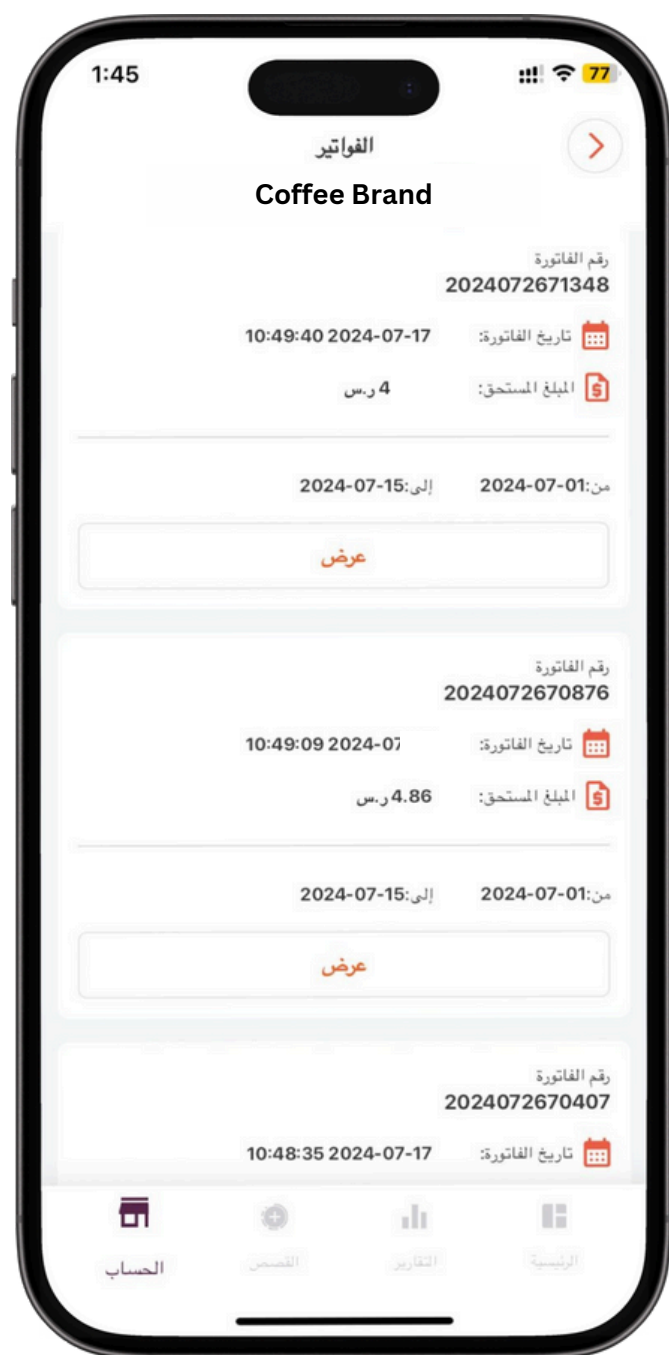 1:45
77
الفواتير
Coffee Brand
رقم الفاتورة
2024072671348
تاريخ الفاتورة: 2024-07-17 10:49:40
المبلغ المستحق: 4 ر.س
من:2024-07-01 إلى:2024-07-15
عرض
رقم الفاتورة
2024072670876
تاريخ الفاتورة: 2024-07 10:49:09
المبلغ المستحق: 4.86 ر.س
من:2024-07-01 إلى:2024-07-15
عرض
رقم الفاتورة
2024072670407
تاريخ الفاتورة: 2024-07-17 10:48:35
الرئيسية التقارير القصص الحساب